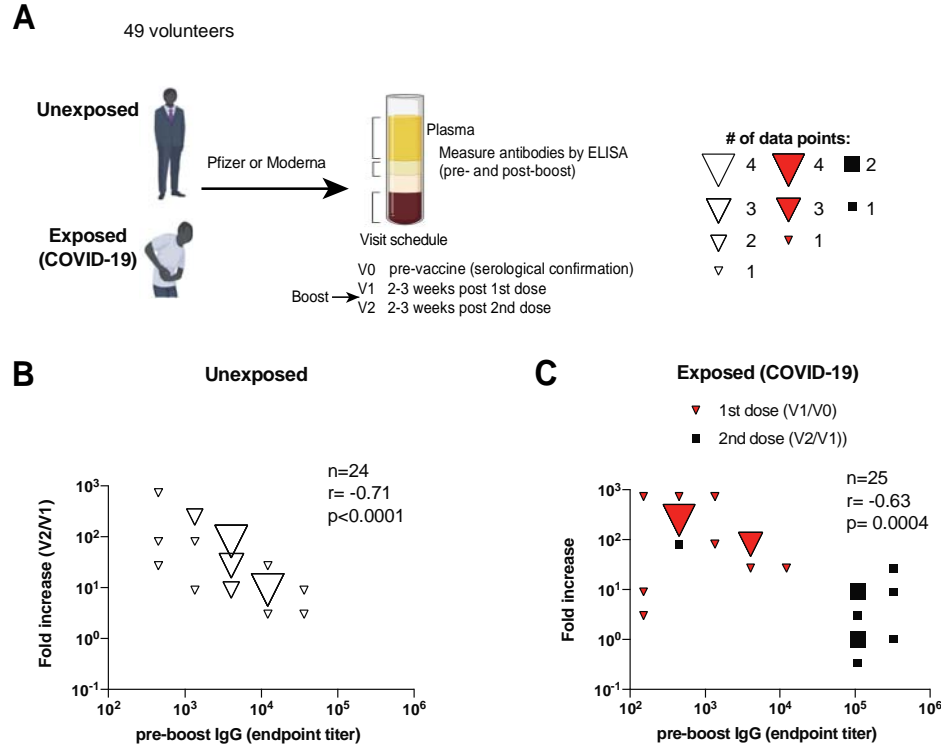 A
49 volunteers
Unexposed
Pfizer or Moderna
Exposed
(COVID-19)
Plasma
Measure antibodies by ELISA
(pre- and post-boost)
Visit schedule
V0 pre-vaccine (serological confirmation)
Boost V1 2-3 weeks post 1st dose
V2 2-3 weeks post 2nd dose
# of data points:
4 4 2
3 3 1
2 1
1
B
Unexposed
n=24
r= -0.71
p<0.0001
Fold increase (V2/V1)
10³
10²
10¹
10⁰
10⁻¹
10² 10³ 10⁴ 10⁵ 10⁶
pre-boost IgG (endpoint titer)
C
Exposed (COVID-19)
1st dose (V1/V0)
2nd dose (V2/V1))
n=25
r= -0.63
p= 0.0004
Fold increase
10³
10²
10¹
10⁰
10⁻¹
10² 10³ 10⁴ 10⁵ 10⁶
pre-boost IgG (endpoint titer)